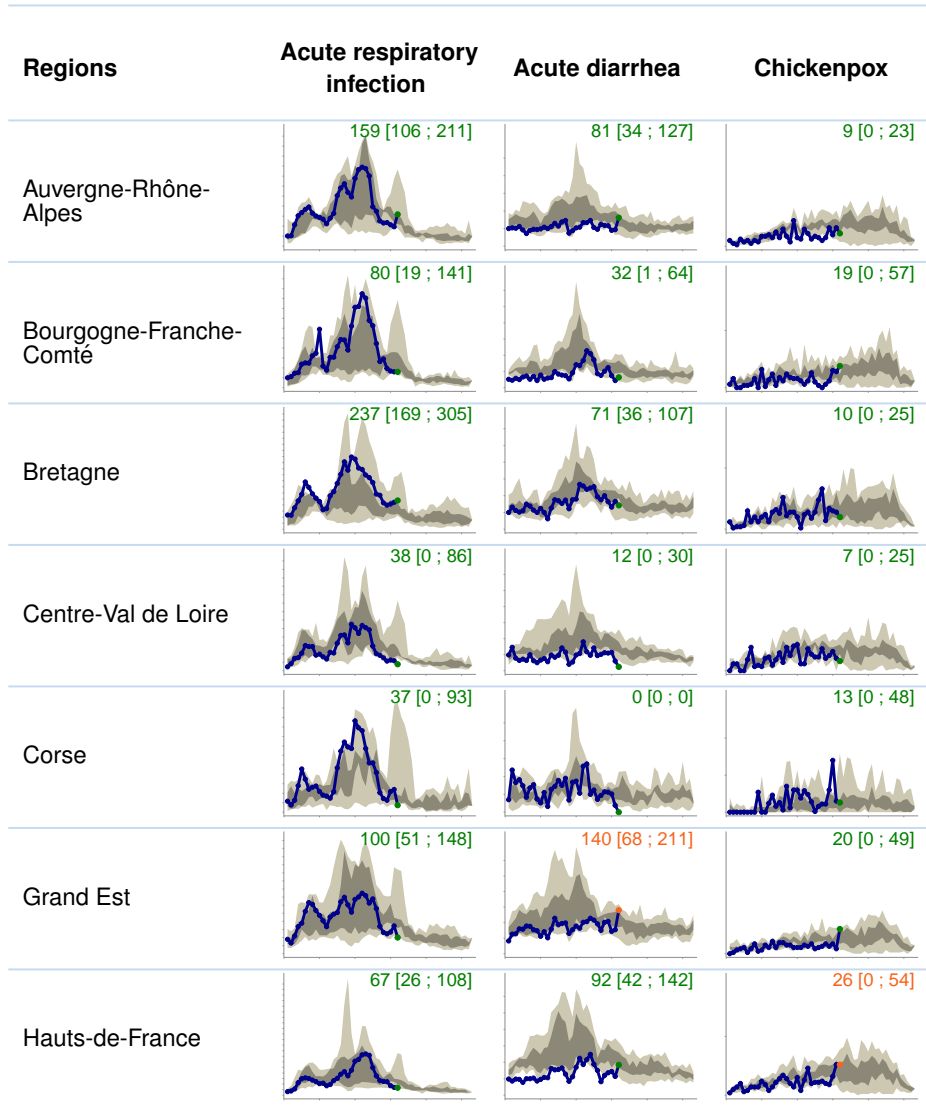 Regions
Acute respiratory
infection
Acute diarrhea
Chickenpox
159 [106 ; 211]
81 [34 ; 127]
9 [0 ; 23]
Auvergne-Rhône-
Alpes
80 [19 ; 141]
32 [1 ; 64]
19 [0 ; 57]
Bourgogne-Franche-
Comté
237 [169 ; 305]
71 [36 ; 107]
10 [0 ; 25]
Bretagne
38 [0 ; 86]
12 [0 ; 30]
7 [0 ; 25]
Centre-Val de Loire
37 [0 ; 93]
0 [0 ; 0]
13 [0 ; 48]
Corse
100 [51 ; 148]
140 [68 ; 211]
20 [0 ; 49]
Grand Est
67 [26 ; 108]
92 [42 ; 142]
26 [0 ; 54]
Hauts-de-France